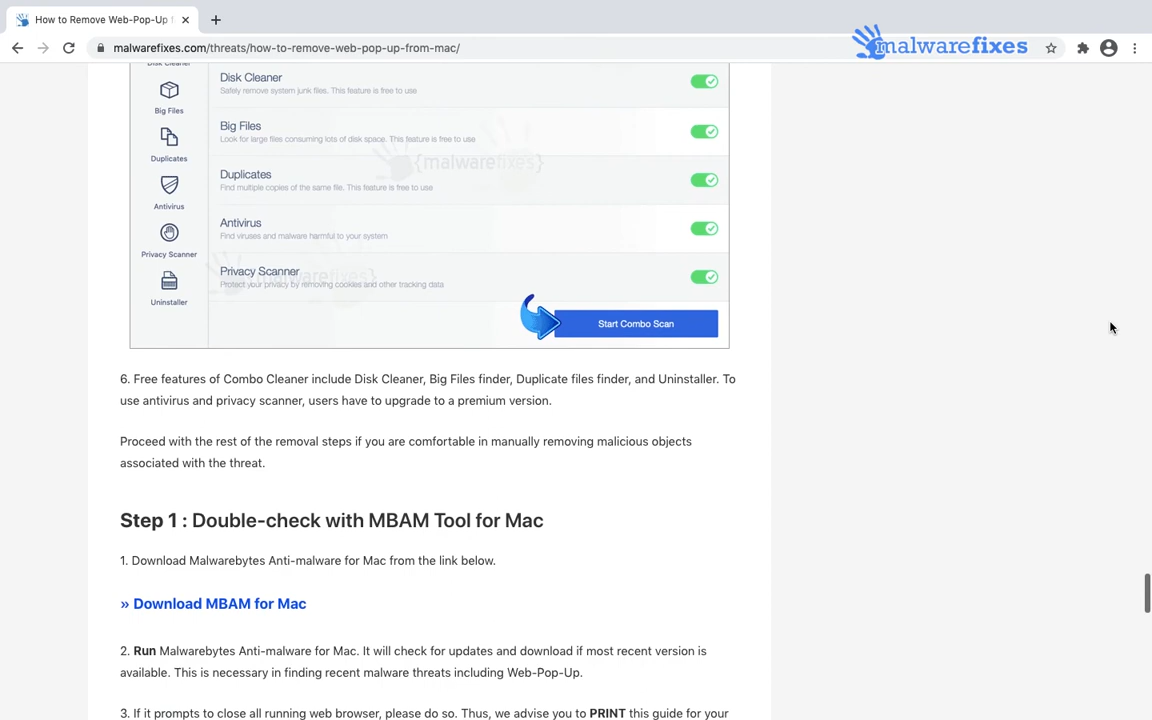 How to Remove Web-Pop-Up f
malwarefixes.com/threats/how-to-remove-web-pop-up-from-mac/
malwarefixes
Disk Cleaner
Disk Cleaner
Safely remove system junk files. This feature is free to use
Big Files
Big Files
Look for large files consuming lots of disk space. This feature is free to use
{malwarefixes}
Duplicates
Duplicates
Find multiple copies of the same file. This feature is free to use
Antivirus
Antivirus
Find viruses and malware harmful to your system
Privacy Scanner
Privacy Scanner
Protect your privacy by removing cookies and other tracking data
{malwarefixes}
Uninstaller
Start Combo Scan
6. Free features of Combo Cleaner include Disk Cleaner, Big Files finder, Duplicate files finder, and Uninstaller. To
use antivirus and privacy scanner, users have to upgrade to a premium version.
Proceed with the rest of the removal steps if you are comfortable in manually removing malicious objects
associated with the threat.
Step 1 : Double-check with MBAM Tool for Mac
1. Download Malwarebytes Anti-malware for Mac from the link below.
» Download MBAM for Mac
2. Run Malwarebytes Anti-malware for Mac. It will check for updates and download if most recent version is
available. This is necessary in finding recent malware threats including Web-Pop-Up.
3. If it prompts to close all running web browser, please do so. Thus, we advise you to PRINT this guide for your